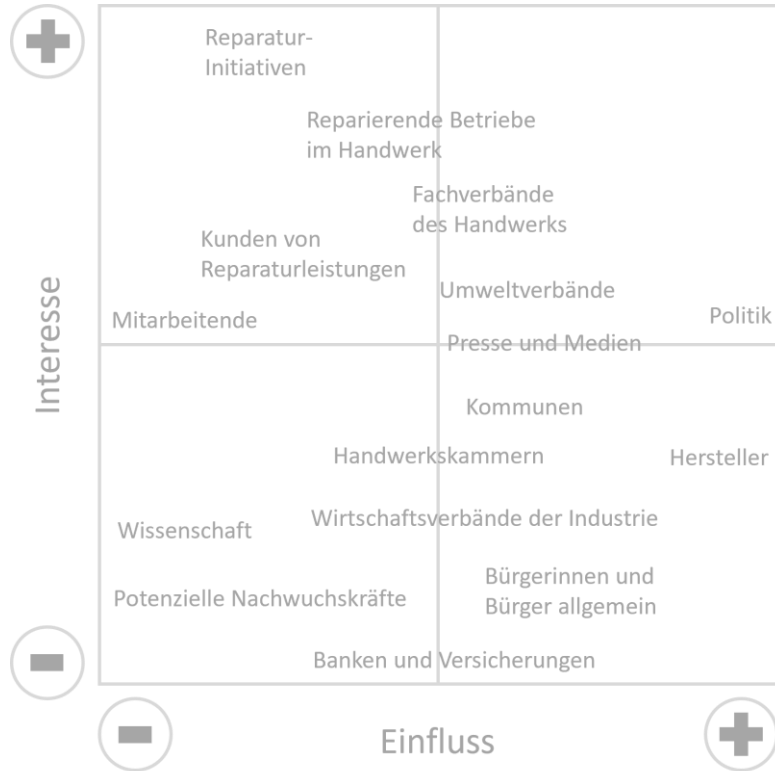 Reparatur-
Initiativen
Reparierende Betriebe
im Handwerk
Fachverbände
des Handwerks
Kunden von
Reparaturleistungen
Umweltverbände
Mitarbeitende
Politik
Presse und Medien
Interesse
Kommunen
Handwerkskammern
Hersteller
Wirtschaftsverbände der Industrie
Wissenschaft
Bürgerinnen und
Bürger allgemein
Potenzielle Nachwuchskräfte
Banken und Versicherungen
Einfluss